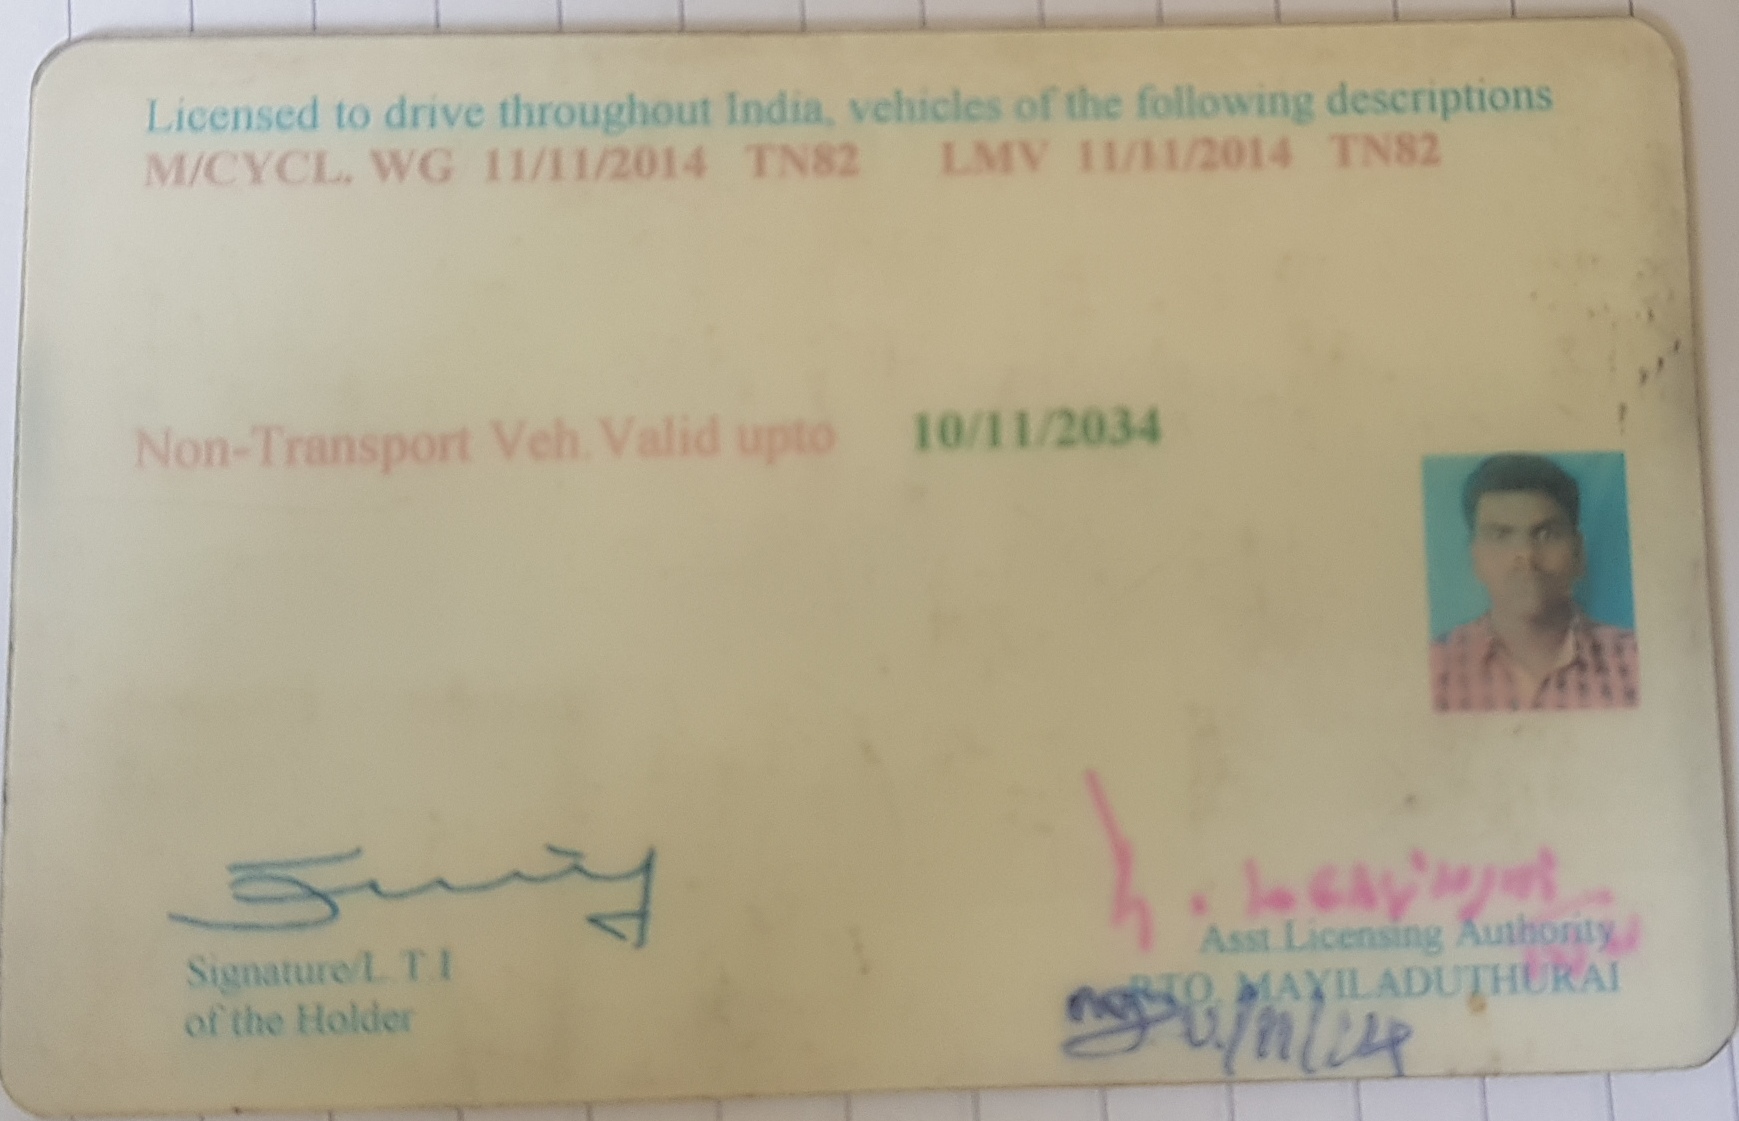 Licensed to drive throughout India, vehicles of the following descriptions
M/CYCL. WG 11/11/2014 TN82 LMV 11/11/2014 TN82
Non-Transport Veh. Valid upto 10/11/2034
Signature/L T I
of the Holder
Asst Licensing Authority
RTO, MAYILADUTHURAI